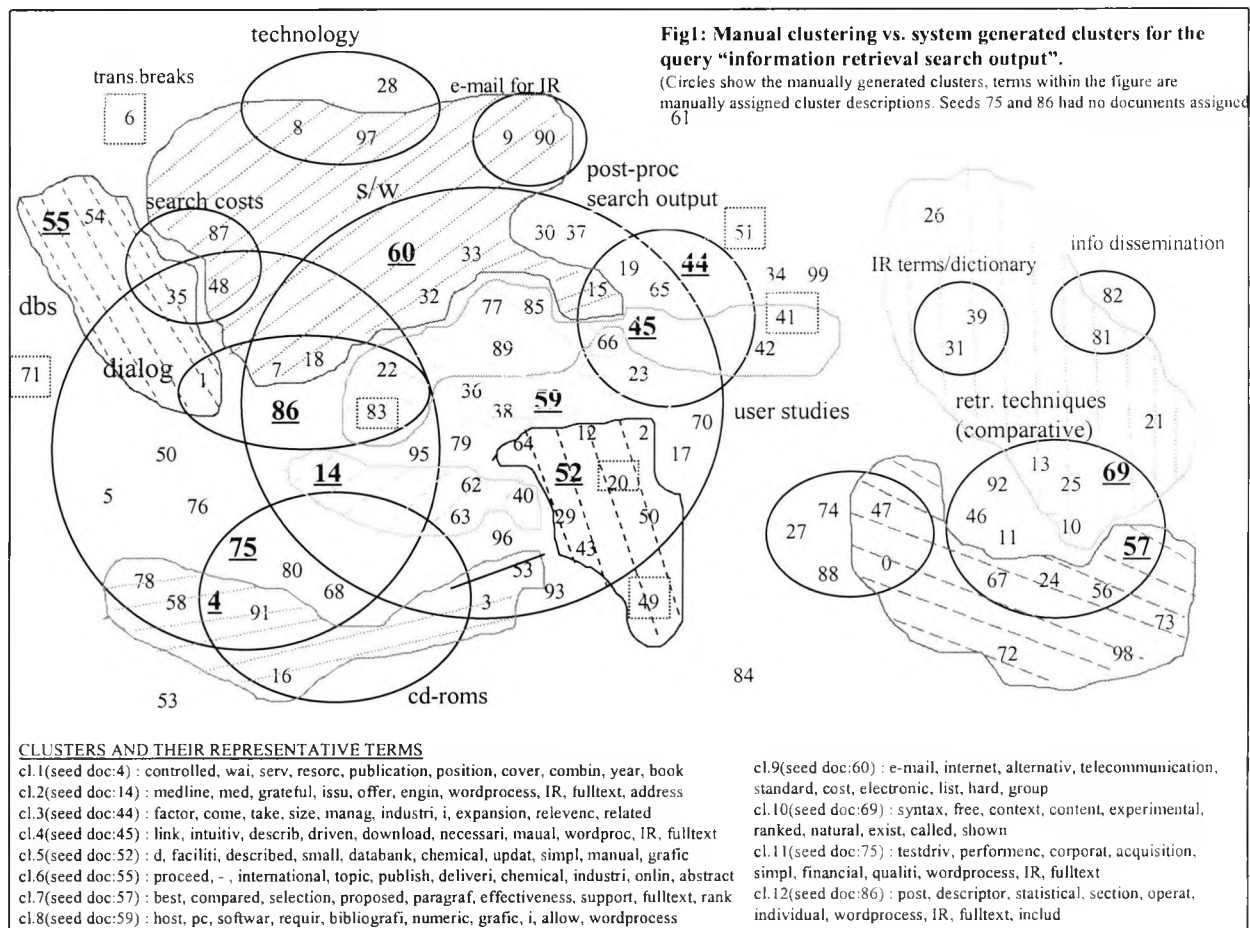 technology
Fig1: Manual clustering vs. system generated clusters for the
query "information retrieval search output".
(Circles show the manually generated clusters, terms within the figure are
manually assigned cluster descriptions. Seeds 75 and 86 had no documents assigned
61
trans.breaks
28
e-mail for IR
6
8
97
9 90
post-proc
search output
s/w
55
54
search costs
87
60
33
30 37
51
26
info dissemination
IR terms/dictionary
19
44
34 99
dbs
35
48
32
77
85
15
65
45
41
82
39
81
31
71
dialog
1
7
18
22
89
66
42
23
86
83
36
38
59
user studies
retr. techniques
(comparative)
70
21
50
14
95
79
64
12
2
17
13
69
5
76
62
40
52
20
92
25
63
29
50
74
47
46
11
10
75
96
43
27
57
78
80
53
88
0
58
4
91
68
3
93
49
67
24
56
73
16
72
98
53
cd-roms
84
CLUSTERS AND THEIR REPRESENTATIVE TERMS
cl.1(seed doc:4) : controlled, wai, serv, resorc, publication, position, cover, combin, year, book
cl.2(seed doc:14) : medline, med, grateful, issu, offer, engin, wordprocess, IR, fulltext, address
cl.3(seed doc:44) : factor, come, take, size, manag, industri, i, expansion, relevenc, related
cl.4(seed doc:45) : link, intuitiv, describ, driven, download, necessari, maual, wordproc, IR, fulltext
cl.5(seed doc:52) : d, faciliti, described, small, databank, chemical, updat, simpl, manual, grafic
cl.6(seed doc:55) : proceed, - , international, topic, publish, deliveri, chemical, industri, onlin, abstract
cl.7(seed doc:57) : best, compared, selection, proposed, paragraf, effectiveness, support, fulltext, rank
cl.8(seed doc:59) : host, pc, softwar, requir, bibliografi, numeric, grafic, i, allow, wordprocess
cl.9(seed doc:60) : e-mail, internet, alternativ, telecommunication,
standard, cost, electronic, list, hard, group
cl.10(seed doc:69) : syntax, free, context, content, experimental,
ranked, natural, exist, called, shown
cl.11(seed doc:75) : testdriv, performenc, corporat, acquisition,
simpl, financial, qualiti, wordprocess, IR, fulltext
cl.12(seed doc:86) : post, descriptor, statistical, section, operat,
individual, wordprocess, IR, fulltext, includ